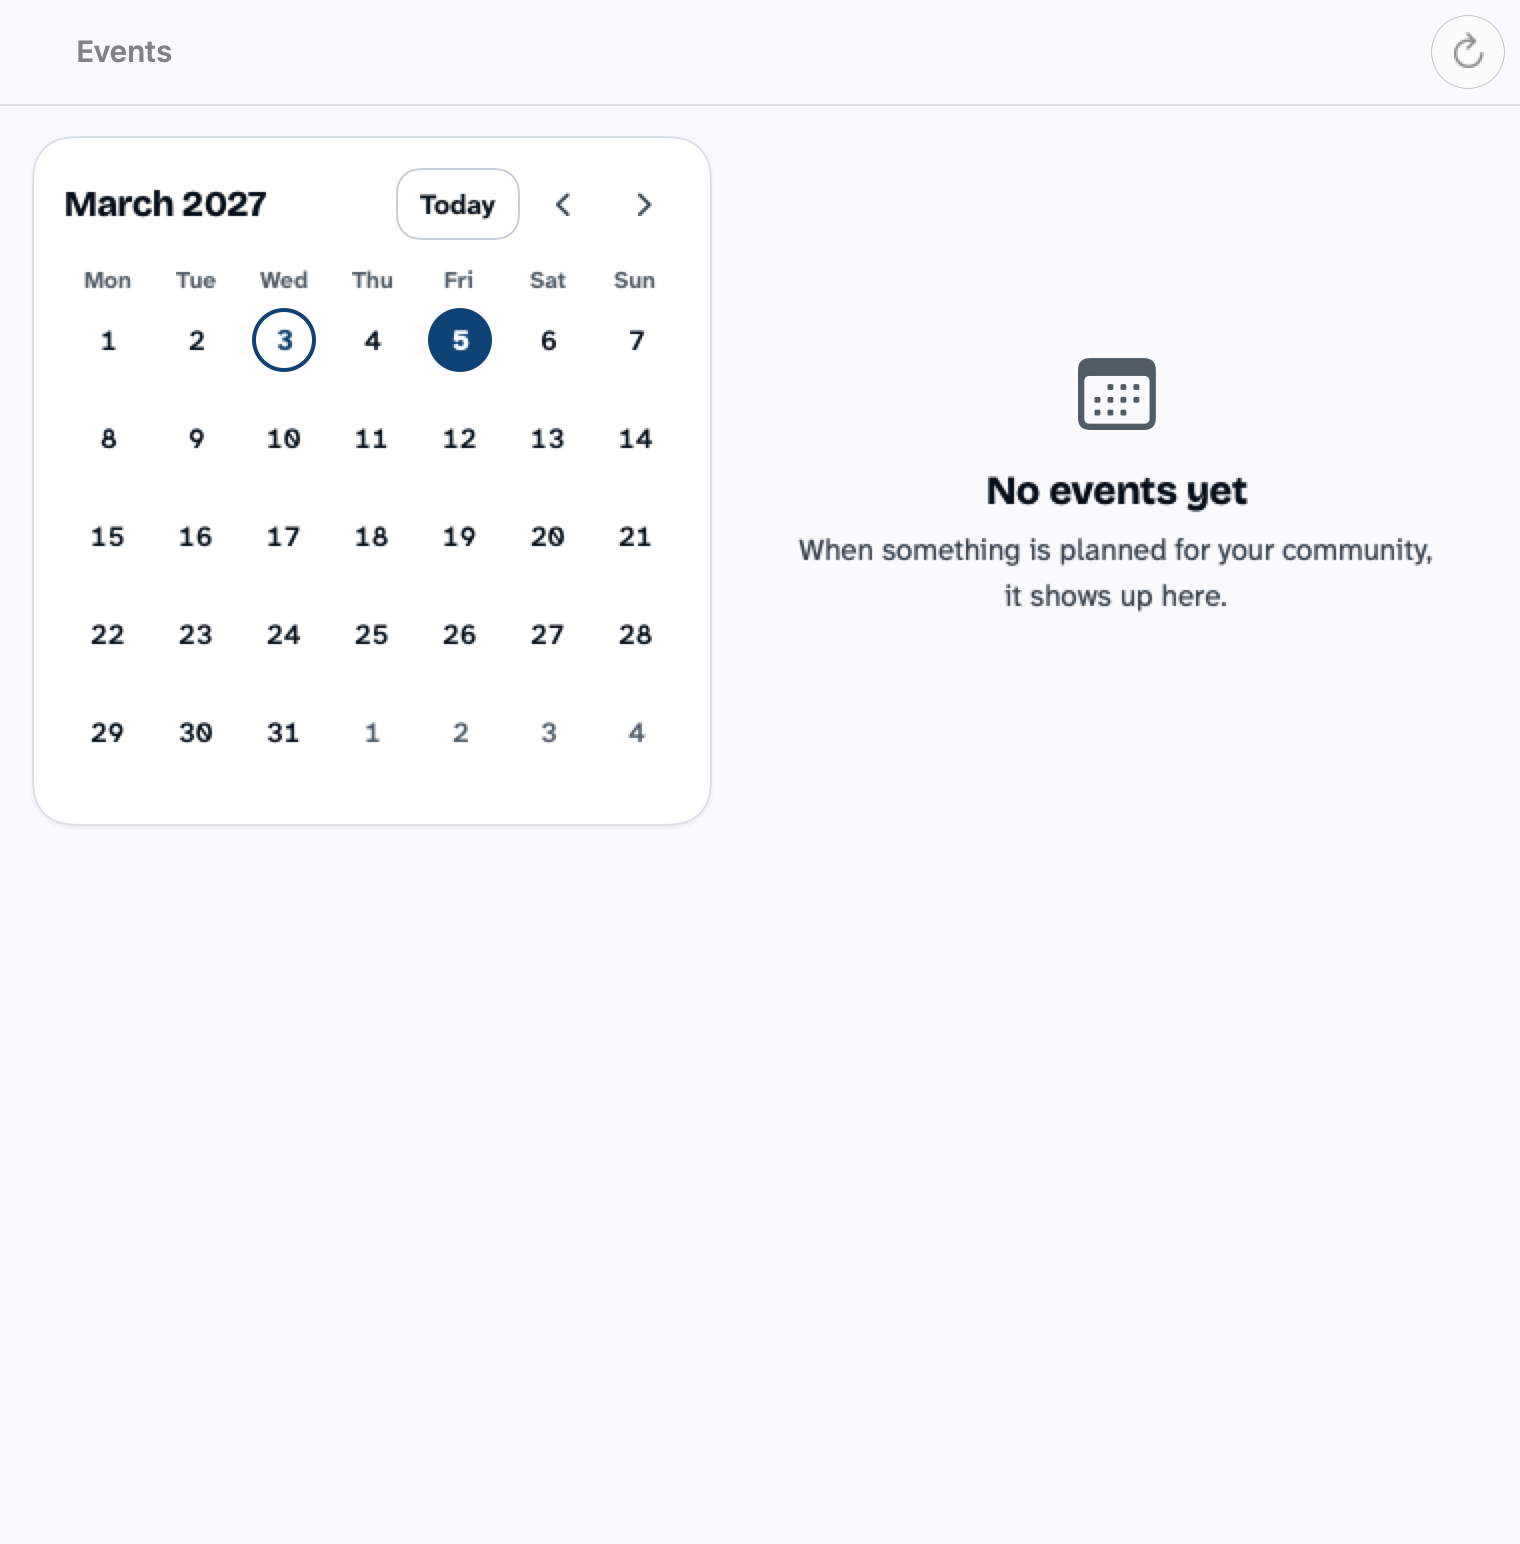 Events
March 2027 Today
Mon Tue Wed Thu Fri Sat Sun
1 2 3 4 5 6 7
8 9 10 11 12 13 14
15 16 17 18 19 20 21
22 23 24 25 26 27 28
29 30 31 1 2 3 4
No events yet
When something is planned for your community,
it shows up here.